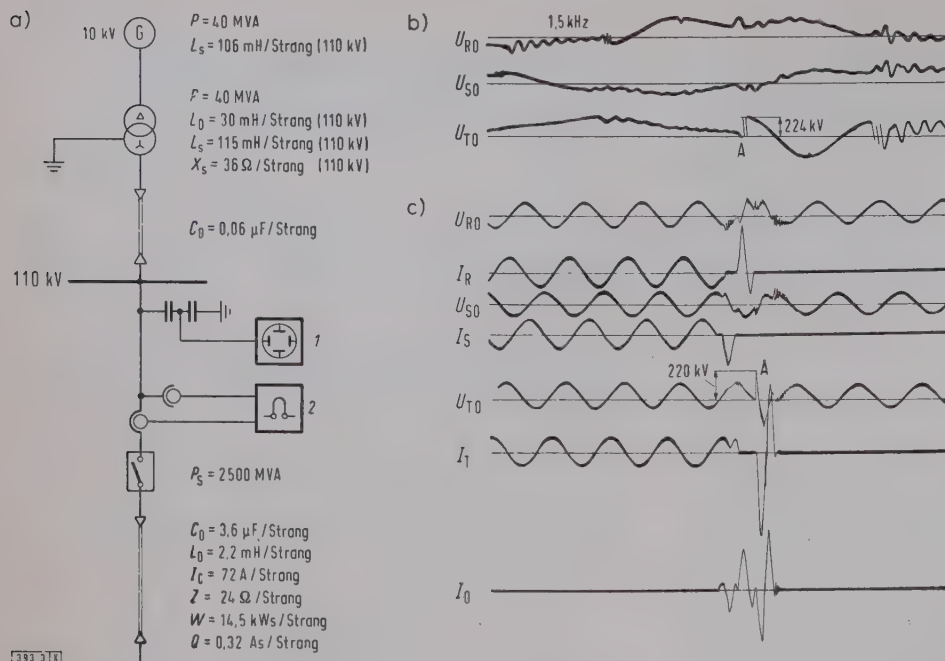 a)
10 kV
G
P = 40 MVA
L_S = 106 mH/Strang (110 kV)
P = 40 MVA
L_0 = 30 mH/Strang (110 kV)
L_S = 115 mH/Strang (110 kV)
X_S = 36 Ω/Strang (110 kV)
C_0 = 0,06 µF/Strang
110 kV
1
2
P_S = 2500 MVA
C_0 = 3,6 µF/Strang
L_0 = 2,2 mH/Strang
I_C = 72 A/Strang
Z = 24 Ω/Strang
W = 14,5 kWs/Strang
Q = 0,32 As/Strang
b)
1,5 kHz
U_R0
U_S0
U_T0
A
224 kV
c)
U_R0
I_R
U_S0
I_S
220 kV
A
U_T0
I_T
I_0